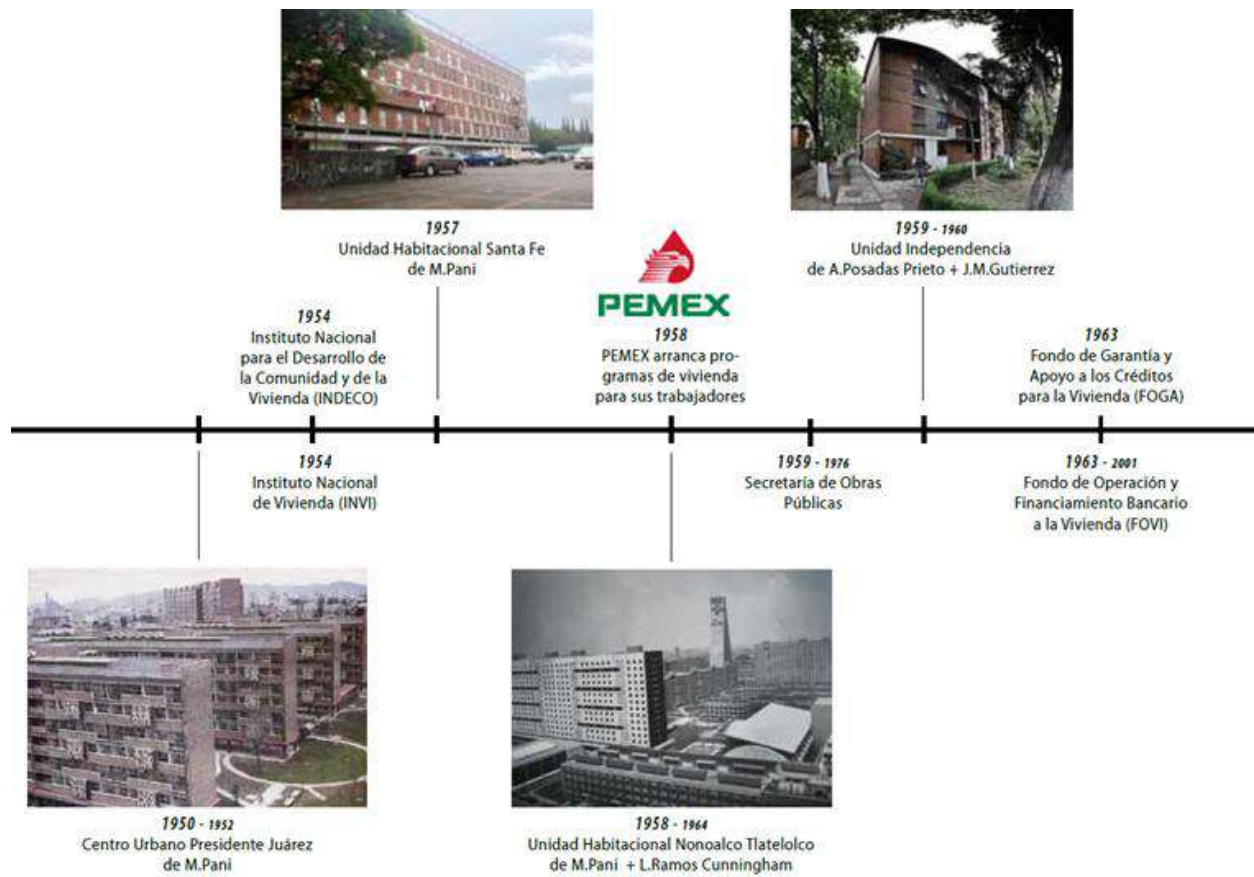 1957
Unidad Habitacional Santa Fe
de M.Pani
1959 - 1960
Unidad Independencia
de A.Posadas Prieto + J.M.Gutierrez
PEMEX
1954
Instituto Nacional
para el Desarrollo de
la Comunidad y de la
Vivienda (INDECO)
1958
PEMEX arranca pro-
gramas de vivienda
para sus trabajadores
1963
Fondo de Garantía y
Apoyo a los Créditos
para la Vivienda (FOGA)
1954
Instituto Nacional
de Vivienda (INVI)
1959 - 1976
Secretaría de Obras
Públicas
1963 - 2001
Fondo de Operación y
Financiamiento Bancario
a la Vivienda (FOVI)
1950 - 1952
Centro Urbano Presidente Juárez
de M.Pani
1958 - 1964
Unidad Habitacional Nonoalco Tlatelolco
de M.Pani + L.Ramos Cunningham